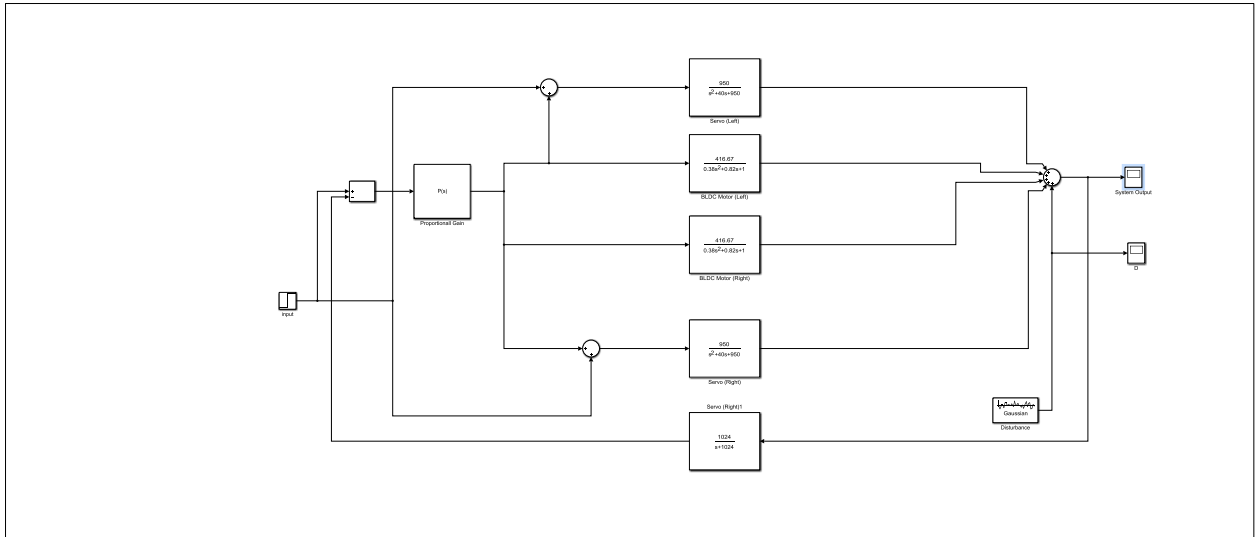 950
s²+40s+950
Servo (Left)
416.67
0.38s²+0.82s+1
BLDC Motor (Left)
P(s)
Proportionall Gain
System Output
416.67
0.38s²+0.82s+1
BLDC Motor (Right)
D
input
950
s²+40s+950
Servo (Right)
Servo (Right)1
1024
s+1024
Gaussian
Disturbance